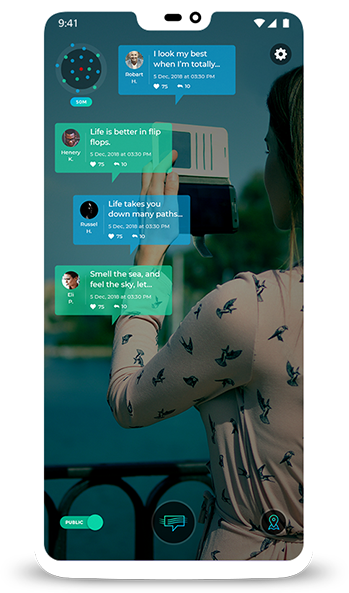 9:41
I look my best
when I'm totally...
Robart
H.
5 Dec, 2018 at 03:30 PM
75 10
50M
Life is better in flip
flops.
Henery
K.
5 Dec, 2018 at 03:30 PM
75 10
Life takes you
down many paths...
Russel
H.
5 Dec, 2018 at 03:30 PM
75 10
Smell the sea, and
feel the sky, let...
Eli
P.
5 Dec, 2018 at 03:30 PM
75 10
PUBLIC